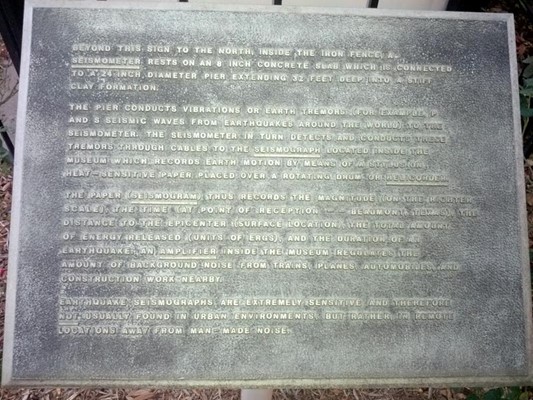 BEYOND THIS SIGN TO THE NORTH, INSIDE THE IRON FENCE, A
SEISMOMETER RESTS ON AN 8 INCH CONCRETE SLAB WHICH IS CONNECTED
TO A 24 INCH DIAMETER PIER EXTENDING 32 FEET DEEP INTO A STIFF
CLAY FORMATION.
THE PIER CONDUCTS VIBRATIONS OR EARTH TREMORS (FOR EXAMPLE, P
AND S SEISMIC WAVES FROM EARTHQUAKES AROUND THE WORLD) TO THE
SEISMOMETER. THE SEISMOMETER IN TURN DETECTS AND CONDUCTS THESE
TREMORS THROUGH CABLES TO THE SEISMOGRAPH LOCATED INSIDE THE
MUSEUM WHICH RECORDS EARTH MOTION BY MEANS OF A
HEAT-SENSITIVE PAPER PLACED OVER A ROTATING DRUM OR
THE PAPER (SEISMOGRAM) THUS RECORDS THE MAGNITUDE (ON THE RICHTER
SCALE), THE TIME (AT POINT OF RECEPTION - BEAUMONT, TEXAS), THE
DISTANCE TO THE EPICENTER (SURFACE LOCATION), THE TOTAL AMOUNT
OF ENERGY RELEASED (UNITS OF ERGS), AND THE DURATION OF AN
EARTHQUAKE. AN AMPLIFIER INSIDE THE MUSEUM REGULATES THE
AMOUNT OF BACKGROUND NOISE FROM TRAINS, PLANES, AUTOMOBILES, AND
CONSTRUCTION WORK NEARBY.
EARTHQUAKE SEISMOGRAPHS ARE EXTREMELY SENSITIVE AND THEREFORE
NOT USUALLY FOUND IN URBAN ENVIRONMENTS, BUT RATHER IN REMOTE
LOCATIONS AWAY FROM MAN-MADE NOISE.